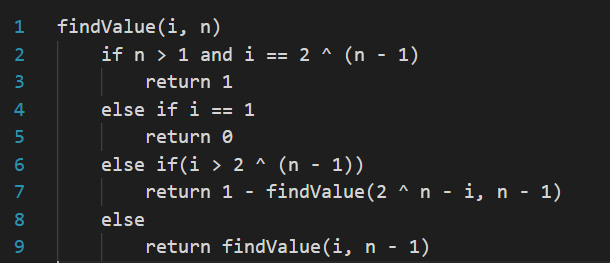 1 findValue(i, n)
2 if n > 1 and i == 2 ^ (n - 1)
3 return 1
4 else if i == 1
5 return 0
6 else if(i > 2 ^ (n - 1))
7 return 1 - findValue(2 ^ n - i, n - 1)
8 else
9 return findValue(i, n - 1)